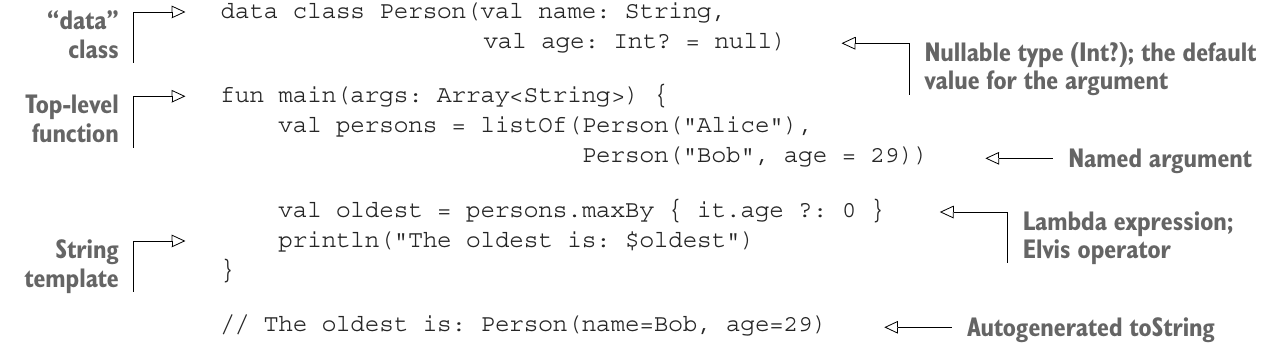 “data”
class
data class Person(val name: String,
val age: Int? = null)
Nullable type (Int?); the default
value for the argument
Top-level
function
fun main(args: Array<String>) {
val persons = listOf(Person("Alice"),
Person("Bob", age = 29))
Named argument
val oldest = persons.maxBy { it.age ?: 0 }
Lambda expression;
Elvis operator
String
template
println("The oldest is: $oldest")
}
// The oldest is: Person(name=Bob, age=29)
Autogenerated toString